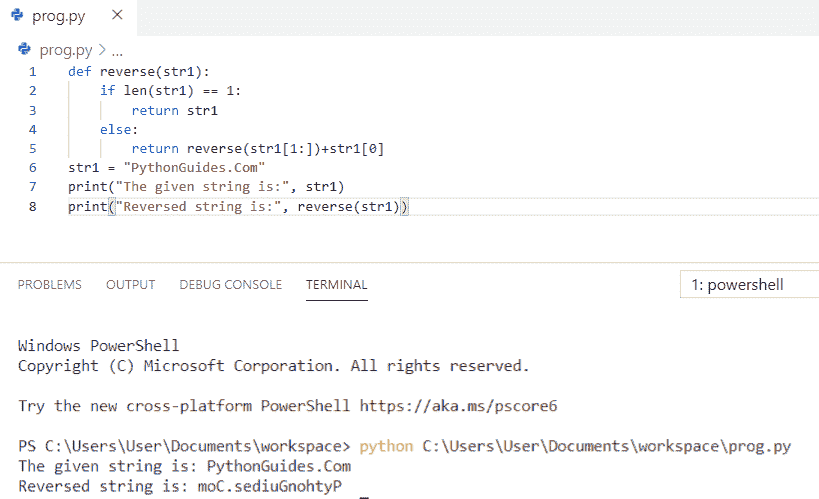 prog.py ×
prog.py > ...
1 def reverse(str1):
2     if len(str1) == 1:
3         return str1
4     else:
5         return reverse(str1[1:])+str1[0]
6 str1 = "PythonGuides.Com"
7 print("The given string is:", str1)
8 print("Reversed string is:", reverse(str1))
PROBLEMS OUTPUT DEBUG CONSOLE TERMINAL 1: powershell
Windows PowerShell
Copyright (C) Microsoft Corporation. All rights reserved.
Try the new cross-platform PowerShell https://aka.ms/pscore6
PS C:\Users\User\Documents\workspace> python C:\Users\User\Documents\workspace\prog.py
The given string is: PythonGuides.Com
Reversed string is: moC.sediuGnohtyP